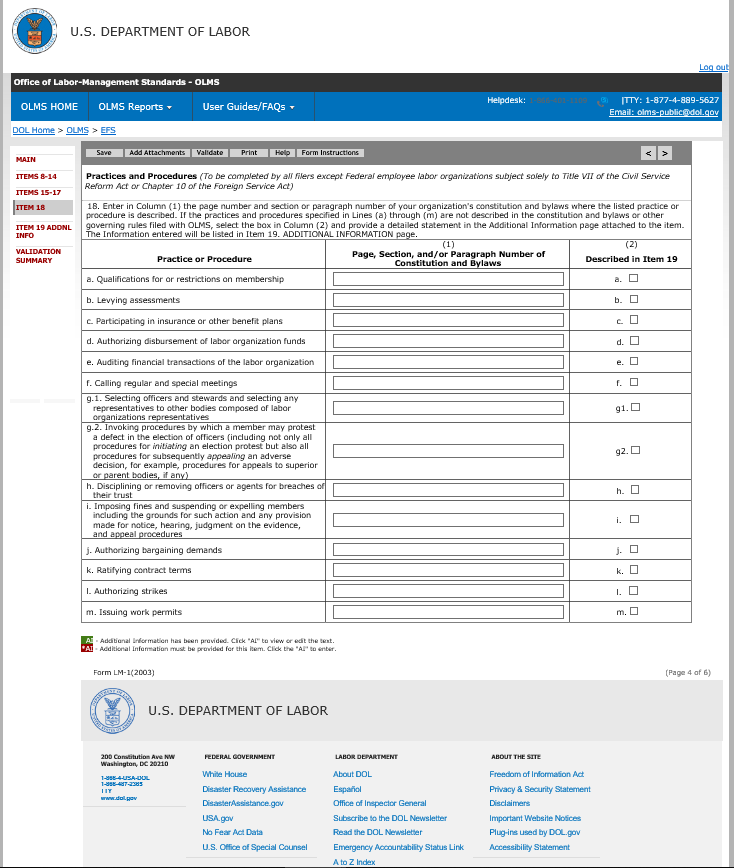 U.S. DEPARTMENT OF LABOR
Log out
Office of Labor-Management Standards - OLMS
OLMS HOME OLMS Reports User Guides/FAQs
Helpdesk: |TTY: 1-877-4-889-5627
Email: olms-public@dol.gov
DOL Home > OLMS > EFS
MAIN
ITEMS 8-14
ITEMS 15-17
ITEM 18
ITEM 19 ADDNL
INFO
VALIDATION
SUMMARY
Save Add Attachments Validate Print Help Form Instructions < >
Practices and Procedures (To be completed by all filers except Federal employee labor organizations subject solely to Title VII of the Civil Service
Reform Act or Chapter 10 of the Foreign Service Act)
18. Enter in Column (1) the page number and section or paragraph number of your organization's constitution and bylaws where the listed practice or
procedure is described. If the practices and procedures specified in Lines (a) through (m) are not described in the constitution and bylaws or other
governing rules filed with OLMS, select the box in Column (2) and provide a detailed statement in the Additional Information page attached to the item.
The Information entered will be listed in Item 19. ADDITIONAL INFORMATION page.
Practice or Procedure
(1)
Page, Section, and/or Paragraph Number of
Constitution and Bylaws
(2)
Described in Item 19
a. Qualifications for or restrictions on membership a.
b. Levying assessments b.
c. Participating in insurance or other benefit plans c.
d. Authorizing disbursement of labor organization funds d.
e. Auditing financial transactions of the labor organization e.
f. Calling regular and special meetings f.
g.1. Selecting officers and stewards and selecting any
representatives to other bodies composed of labor
organizations representatives
g1.
g.2. Invoking procedures by which a member may protest
a defect in the election of officers (including not only all
procedures for initiating an election protest but also all
procedures for subsequently appealing an adverse
decision, for example, procedures for appeals to superior
or parent bodies, if any)
g2.
h. Disciplining or removing officers or agents for breaches of
their trust
h.
i. Imposing fines and suspending or expelling members
including the grounds for such action and any provision
made for notice, hearing, judgment on the evidence,
and appeal procedures
i.
j. Authorizing bargaining demands j.
k. Ratifying contract terms k.
l. Authorizing strikes l.
m. Issuing work permits m.
AI - Additional Information has been provided. Click "AI" to view or edit the text.
*AI - Additional Information must be provided for this item. Click the "AI" to enter.
Form LM-1(2003) (Page 4 of 6)
U.S. DEPARTMENT OF LABOR
200 Constitution Ave NW
Washington, DC 20210
1-866-4-USA-DOL
1-866-487-2365
TTY
www.dol.gov
FEDERAL GOVERNMENT
White House
Disaster Recovery Assistance
DisasterAssistance.gov
USA.gov
No Fear Act Data
U.S. Office of Special Counsel
LABOR DEPARTMENT
About DOL
Español
Office of Inspector General
Subscribe to the DOL Newsletter
Read the DOL Newsletter
Emergency Accountability Status Link
A to Z Index
ABOUT THE SITE
Freedom of Information Act
Privacy & Security Statement
Disclaimers
Important Website Notices
Plug-ins used by DOL.gov
Accessibility Statement